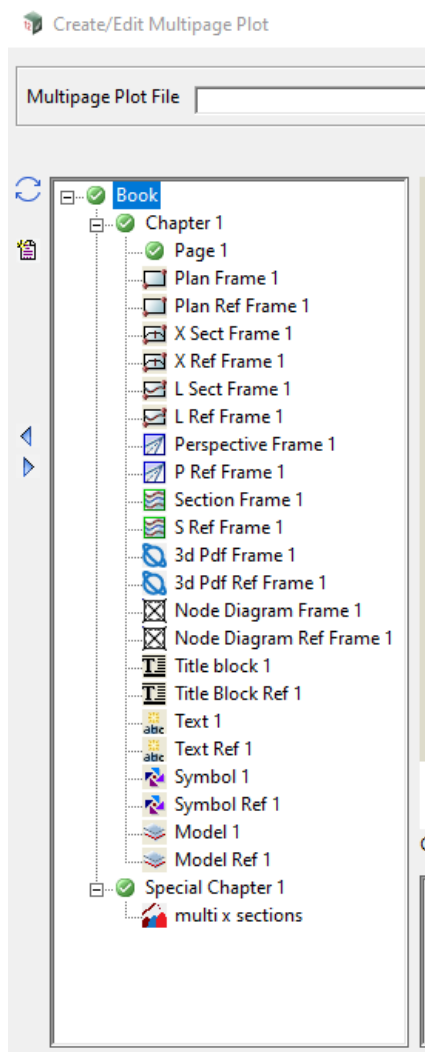 Create/Edit Multipage Plot
Multipage Plot File
Book
Chapter 1
Page 1
Plan Frame 1
Plan Ref Frame 1
X Sect Frame 1
X Ref Frame 1
L Sect Frame 1
L Ref Frame 1
Perspective Frame 1
P Ref Frame 1
Section Frame 1
S Ref Frame 1
3d Pdf Frame 1
3d Pdf Ref Frame 1
Node Diagram Frame 1
Node Diagram Ref Frame 1
Title block 1
Title Block Ref 1
Text 1
Text Ref 1
Symbol 1
Symbol Ref 1
Model 1
Model Ref 1
Special Chapter 1
multi x sections